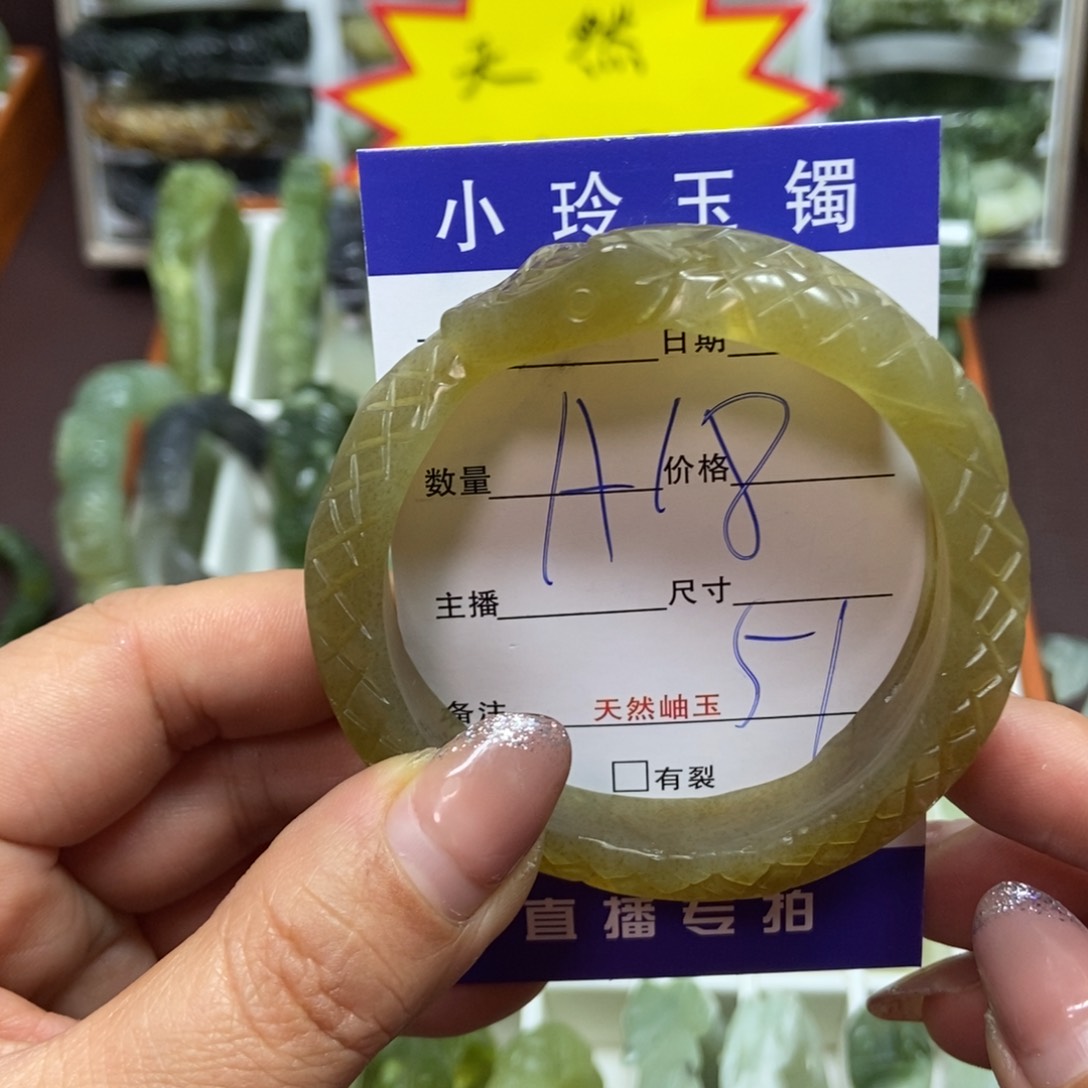 天然
小玲玉镯
日期
A18
数量 价格
主播 尺寸
51
备注 天然岫玉
有裂
直播专拍